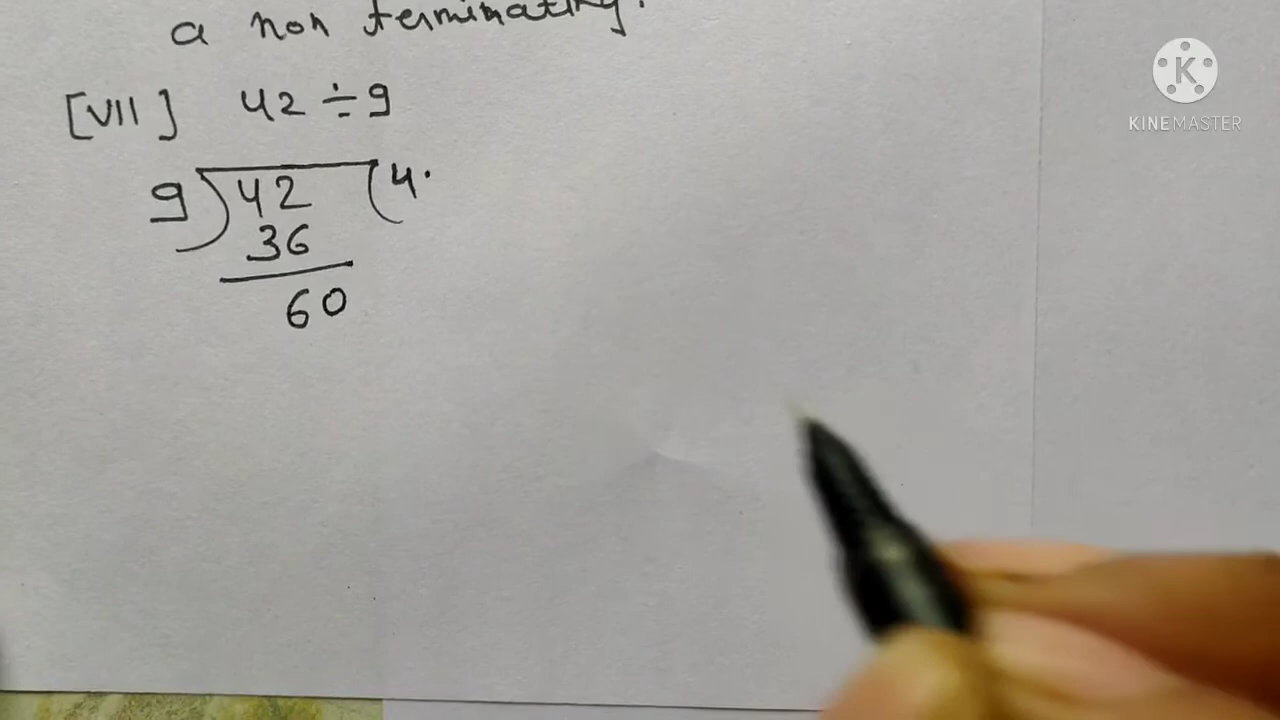 a non terminating.
[VII] 42 ÷ 9
9 ) 42 ( 4.
36
60
K
KINEMASTER